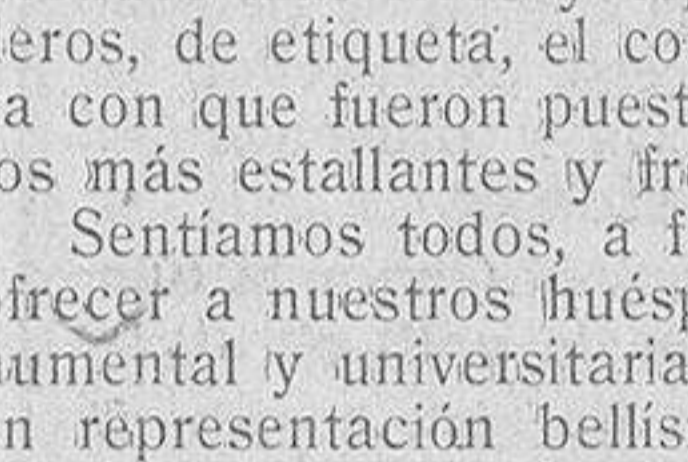 eros, de etiqueta, el co
a con que fueron puest
os más estallantes y fr
Sentíamos todos, a f
frecer a nuestros huésp
umental y universitaria
n representación bellís